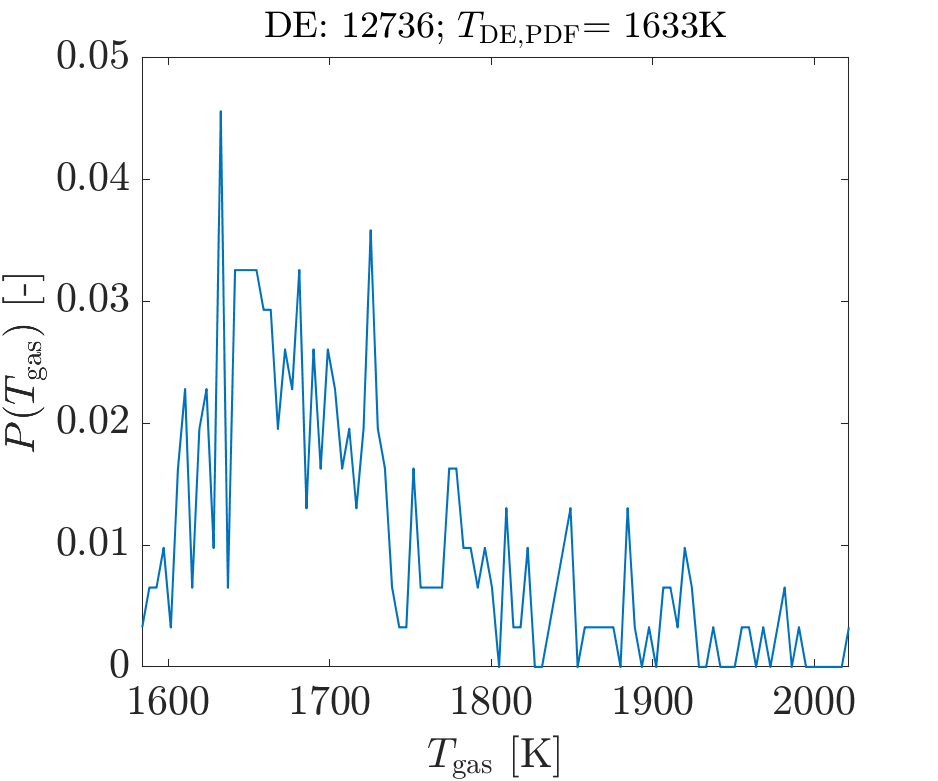 DE: 12736; T_DE,PDF= 1633K
0.05
0.04
0.03
0.02
0.01
0
P(T_gas) [-]
1600 1700 1800 1900 2000
T_gas [K]